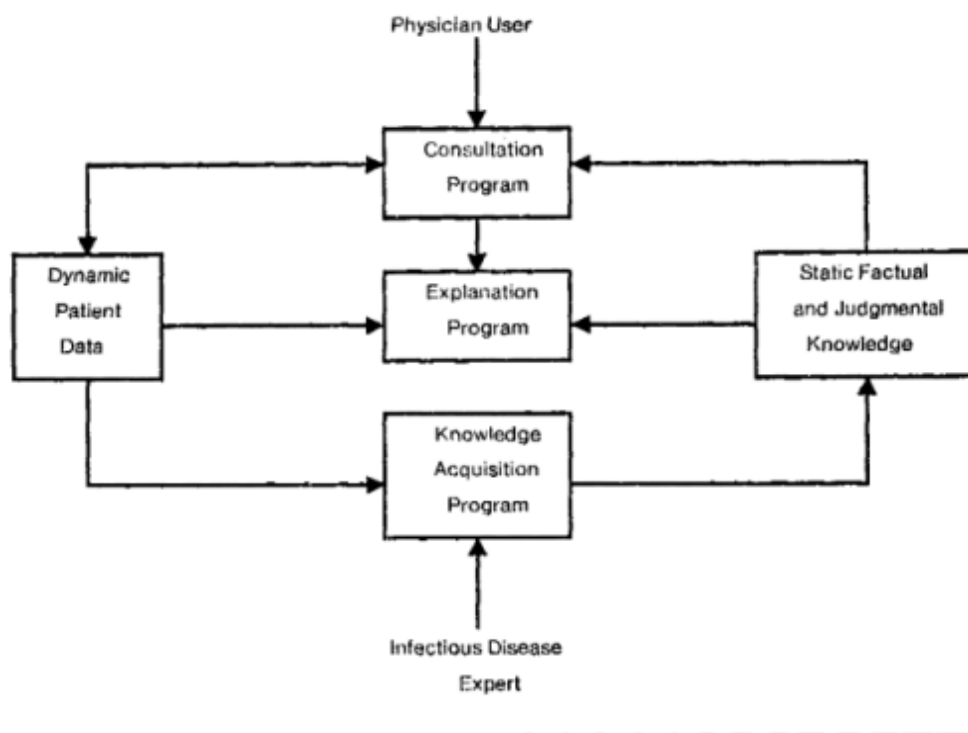 Physician User
Consultation
Program
Dynamic
Patient
Data
Explanation
Program
Static Factual
and Judgmental
Knowledge
Knowledge
Acquisition
Program
Infectious Disease
Expert